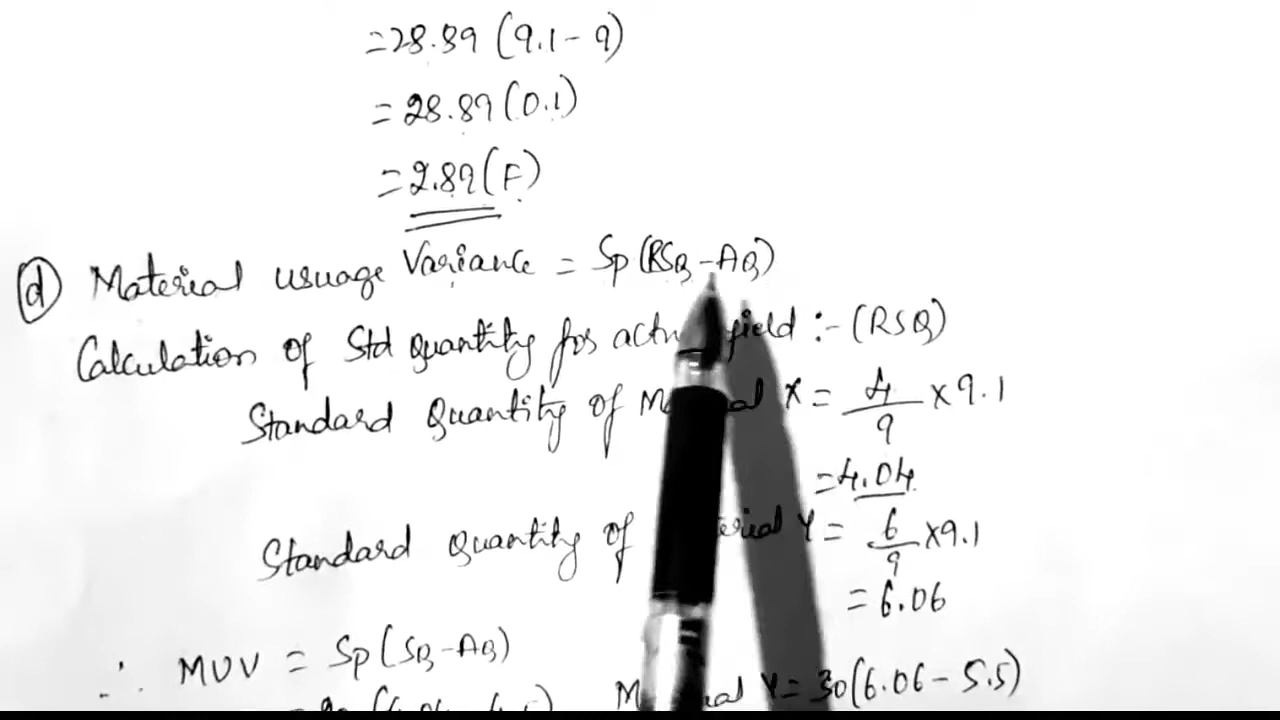 =28.89 (9.1 - 9)
= 28.89 (0.1)
= 2.89 (F)
(d) Material usuage Variance = Sp (RSQ - AQ)
Calculation of Std quantity for yield :- (RSQ)
Standard Quantity of X = 4/9 × 9.1
= 4.04
Standard Quantity of Y = 6/9 × 9.1
= 6.06
∴ MUV = Sp (SQ - AQ)
Y = 30 (6.06 - 5.5)